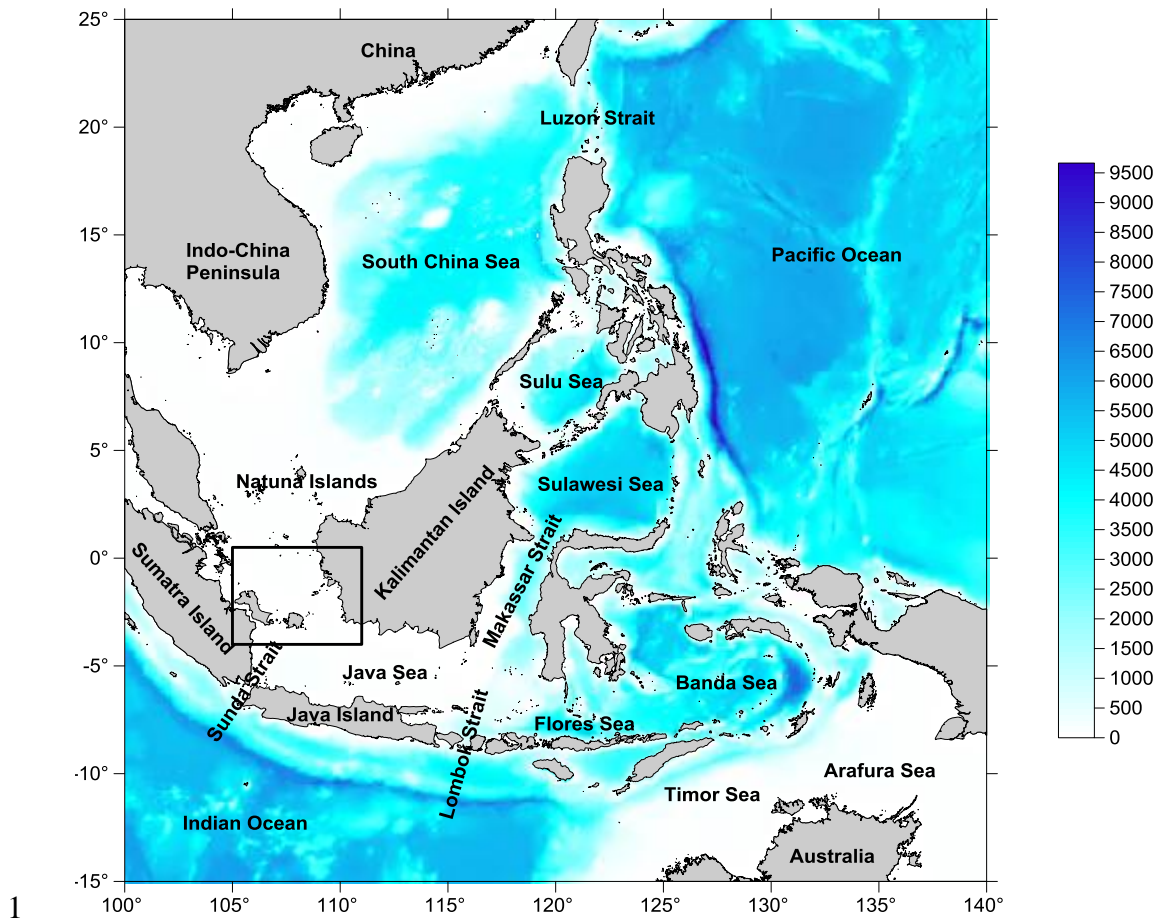 25°
20°
15°
10°
5°
0°
-5°
-10°
-15°
100°
105°
110°
115°
120°
125°
130°
135°
140°
China
Luzon Strait
Indo-China
Peninsula
South China Sea
Pacific Ocean
Sulu Sea
Natuna Islands
Sulawesi Sea
Kalimantan Island
Makassar Strait
Sumatra Island
Sunda Strait
Java Sea
Banda Sea
Java Island
Lombok Strait
Flores Sea
Arafura Sea
Timor Sea
Indian Ocean
Australia
9500
9000
8500
8000
7500
7000
6500
6000
5500
5000
4500
4000
3500
3000
2500
2000
1500
1000
500
0
1